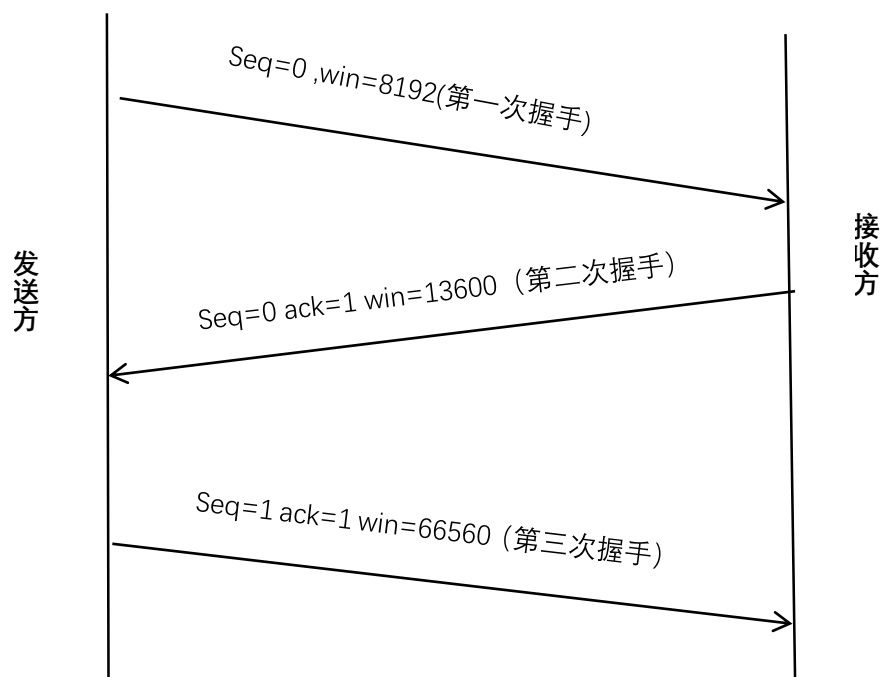 Seq=0 ,win=8192(第一次握手)
发送方
接收方
Seq=0 ack=1 win=13600（第二次握手）
Seq=1 ack=1 win=66560（第三次握手）